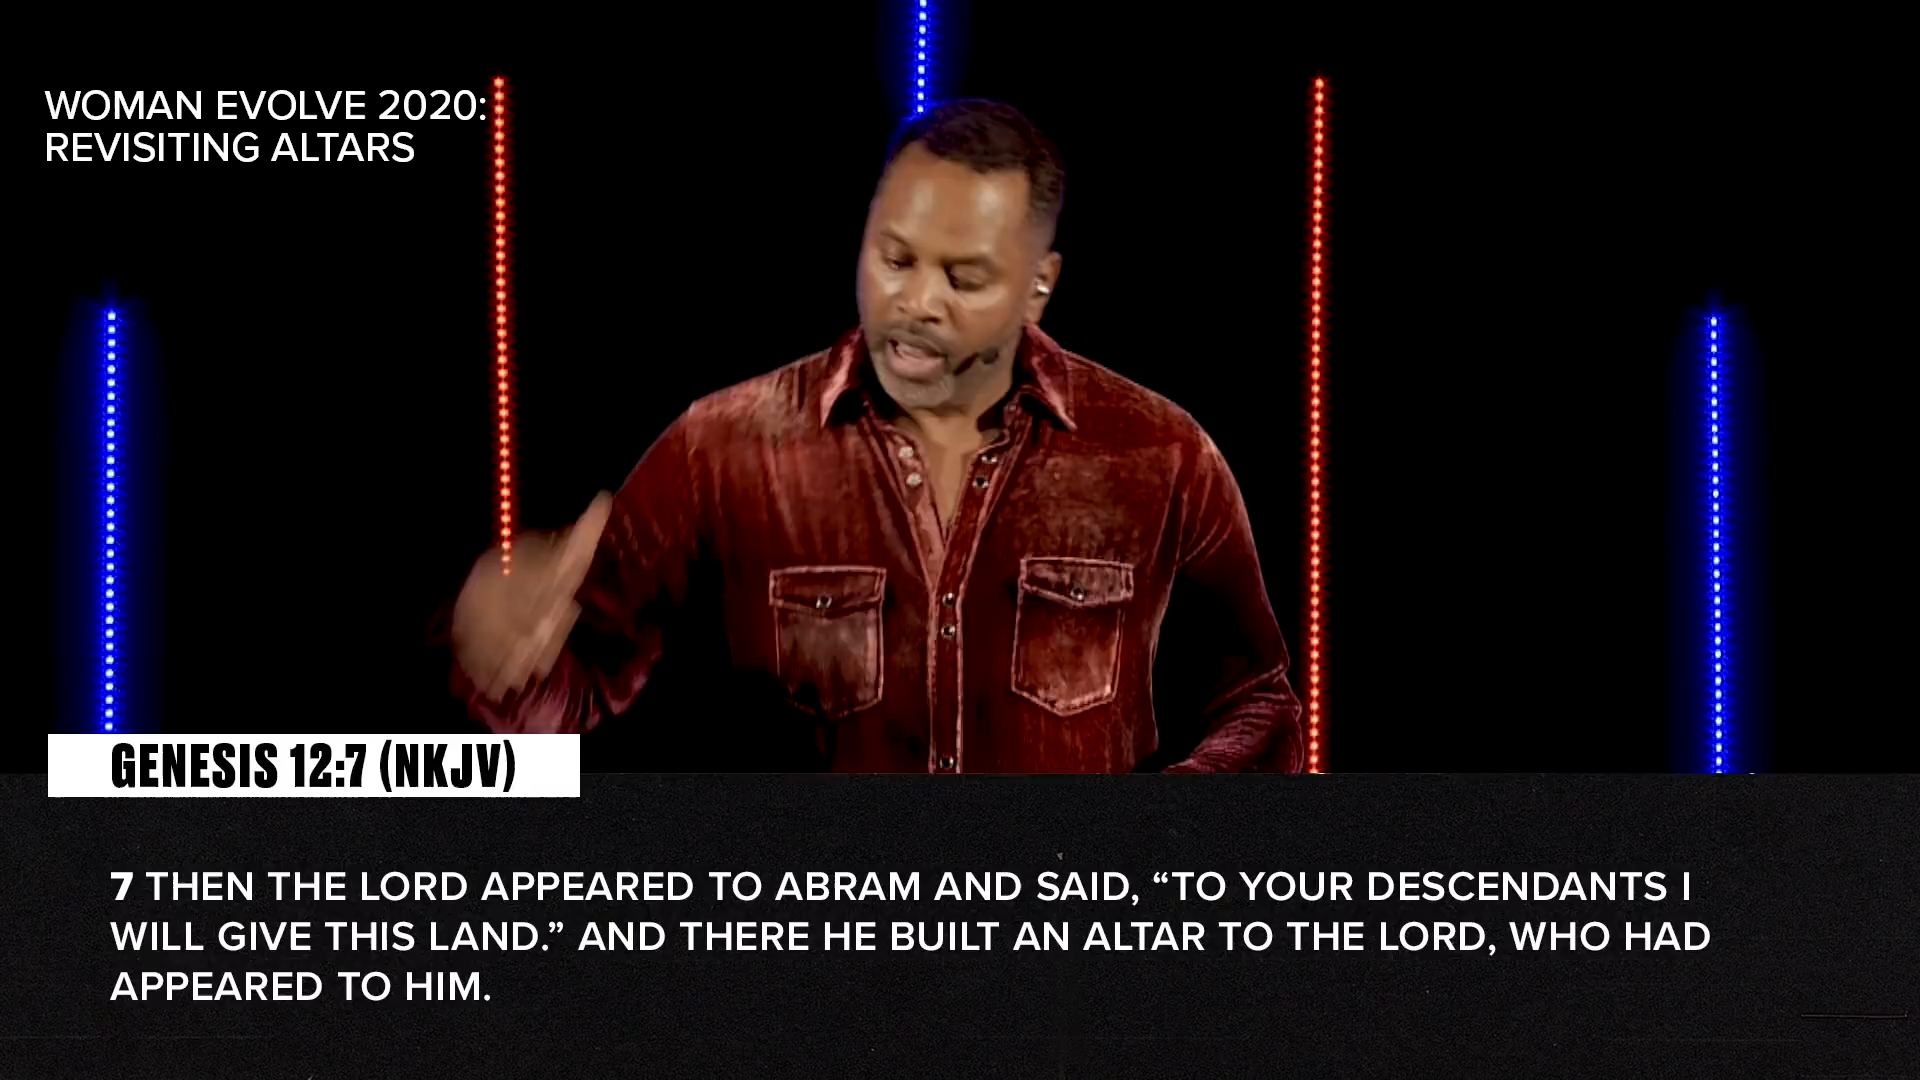 WOMAN EVOLVE 2020:
REVISITING ALTARS
GENESIS 12:7 (NKJV)
7 THEN THE LORD APPEARED TO ABRAM AND SAID, “TO YOUR DESCENDANTS I
WILL GIVE THIS LAND.” AND THERE HE BUILT AN ALTAR TO THE LORD, WHO HAD
APPEARED TO HIM.